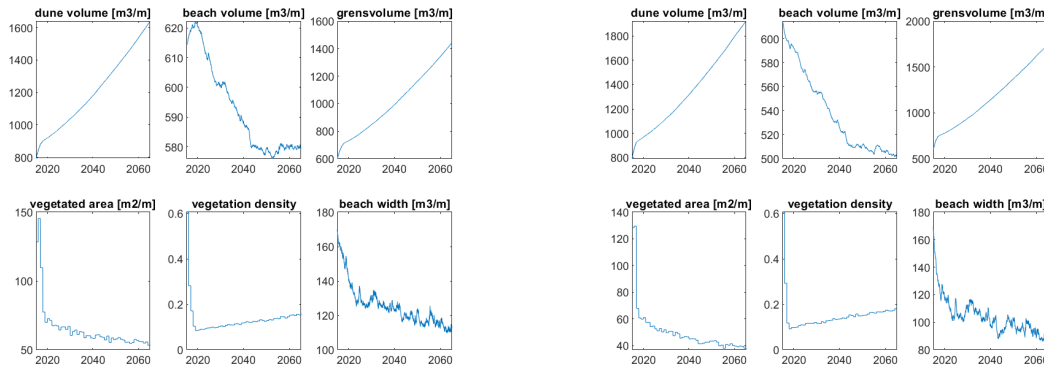 dune volume [m3/m]
1600
1400
1200
1000
800
2020 2040 2060
beach volume [m3/m]
620
610
600
590
580
2020 2040 2060
grensvolume [m3/m]
1600
1400
1200
1000
800
600
2020 2040 2060
dune volume [m3/m]
1800
1600
1400
1200
1000
800
2020 2040 2060
beach volume [m3/m]
600
580
560
540
520
500
2020 2040 2060
grensvolume [m3/m]
2000
1500
1000
500
2020 2040 2060
vegetated area [m2/m]
150
100
50
2020 2040 2060
vegetation density
0.6
0.4
0.2
0
2020 2040 2060
beach width [m3/m]
180
160
140
120
100
2020 2040 2060
vegetated area [m2/m]
140
120
100
80
60
40
2020 2040 2060
vegetation density
0.6
0.4
0.2
0
2020 2040 2060
beach width [m3/m]
180
160
140
120
100
80
2020 2040 2060